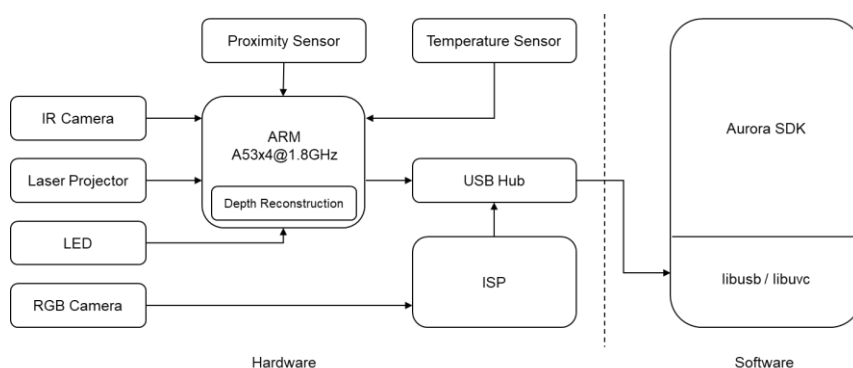 Proximity Sensor
Temperature Sensor
IR Camera
ARM
A53x4@1.8GHz
Aurora SDK
Laser Projector
USB Hub
Depth Reconstruction
LED
ISP
libusb / libuvc
RGB Camera
Hardware
Software